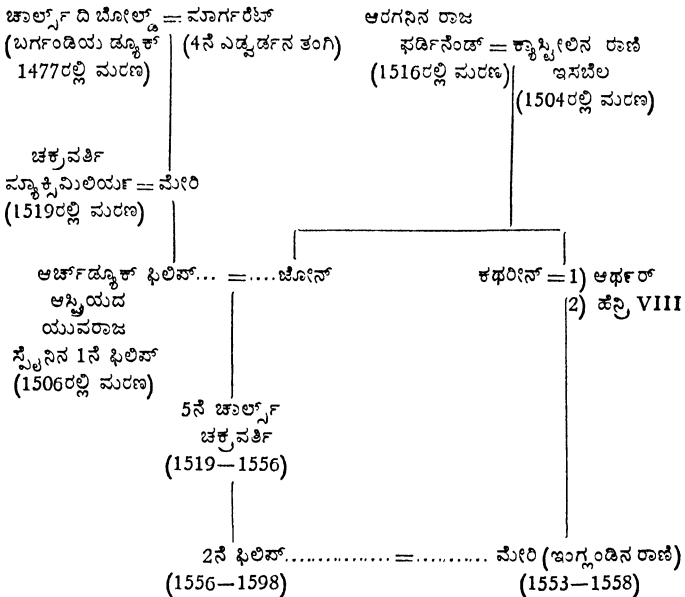 ಚಾರ್ಲ್ಸ್ ದಿ ಬೋಲ್ಡ್ = ಮಾರ್ಗರೆಟ್
(ಬರ್ಗಂಡಿಯ ಡ್ಯೂಕ್ (4ನೆ ಎಡ್ವರ್ಡನ ತಂಗಿ)
1477ರಲ್ಲಿ ಮರಣ)
ಆರಗನಿನ ರಾಜ
ಫರ್ಡಿನೆಂಡ್ = ಕ್ಯಾಸ್ಟೀಲಿನ ರಾಣಿ
(1516ರಲ್ಲಿ ಮರಣ) ಇಸಬೆಲ
(1504ರಲ್ಲಿ ಮರಣ)
ಚಕ್ರವರ್ತಿ
ಮ್ಯಾಕ್ಸಿಮಿಲಿಯರ್ = ಮೇರಿ
(1519ರಲ್ಲಿ ಮರಣ)
ಆರ್ಚ್‌ಡ್ಯೂಕ್ ಫಿಲಿಪ್... =....ಜೋನ್
ಆಸ್ಟ್ರಿಯದ
ಯುವರಾಜ
ಸ್ಪೈನಿನ 1ನೆ ಫಿಲಿಪ್
(1506ರಲ್ಲಿ ಮರಣ)
ಕಥರೀನ್ = 1) ಆರ್ಥರ್
2) ಹೆನ್ರಿ VIII
5ನೆ ಚಾರ್ಲ್ಸ್
ಚಕ್ರವರ್ತಿ
(1519—1556)
2ನೆ ಫಿಲಿಪ್...............=........... ಮೇರಿ (ಇಂಗ್ಲಂಡಿನ ರಾಣಿ)
(1556—1598) (1553—1558)